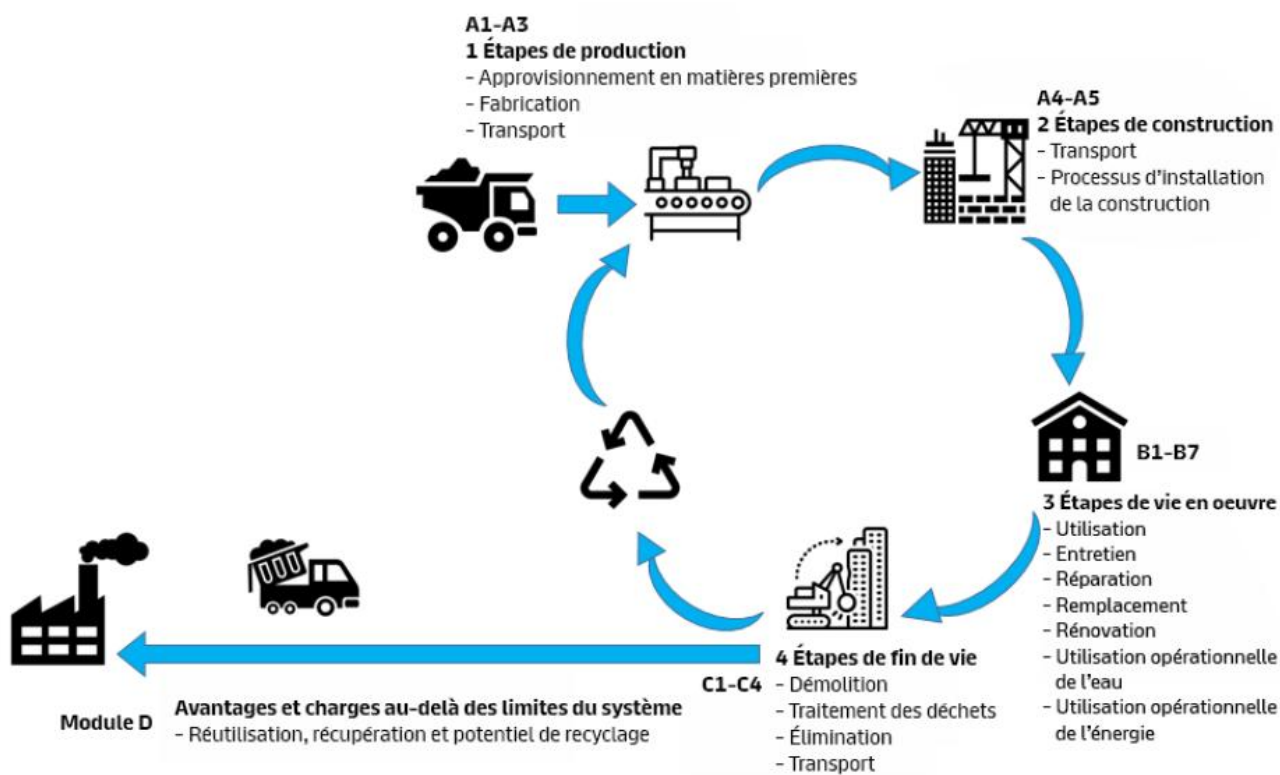 A1-A3
1 Étapes de production
- Approvisionnement en matières premières
- Fabrication
- Transport
A4-A5
2 Étapes de construction
- Transport
- Processus d'installation
de la construction
B1-B7
3 Étapes de vie en oeuvre
- Utilisation
- Entretien
- Réparation
- Remplacement
- Rénovation
- Utilisation opérationnelle
de l'eau
- Utilisation opérationnelle
de l'énergie
4 Étapes de fin de vie
C1-C4
- Démolition
- Traitement des déchets
- Élimination
- Transport
Module D
Avantages et charges au-delà des limites du système
- Réutilisation, récupération et potentiel de recyclage